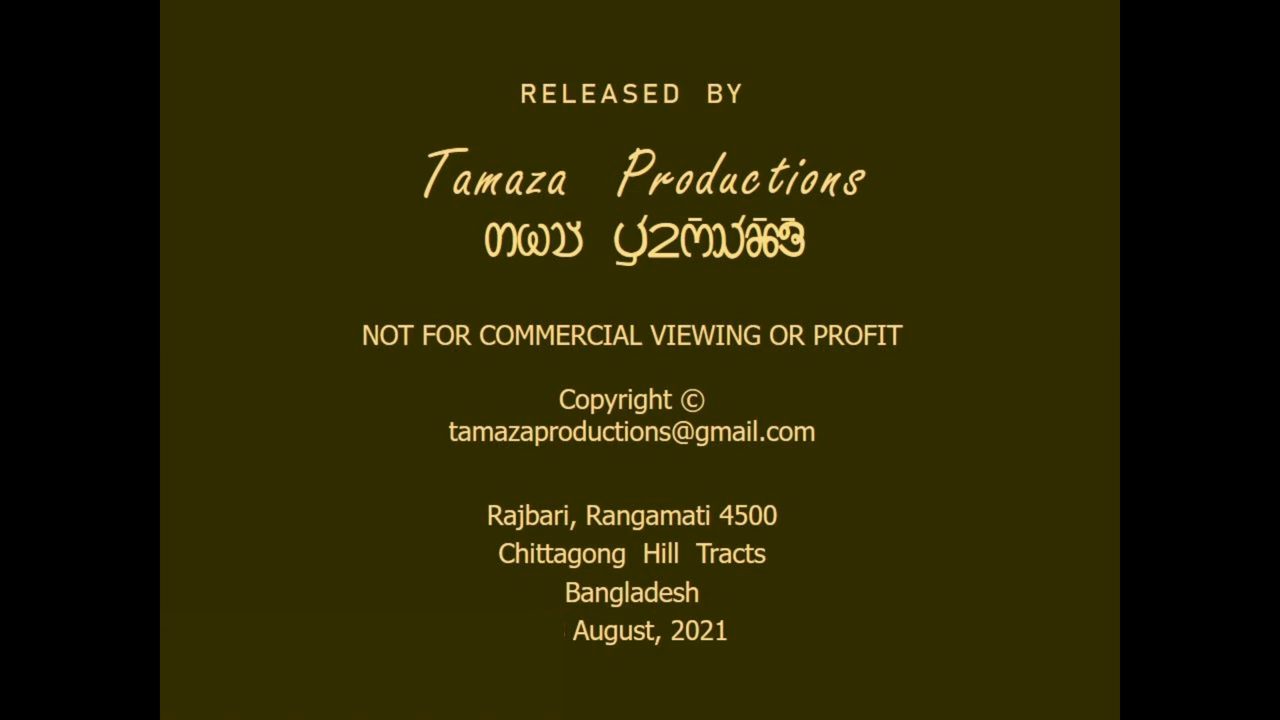 RELEASED BY
Tamaza Productions
NOT FOR COMMERCIAL VIEWING OR PROFIT
Copyright ©
tamazaproductions@gmail.com
Rajbari, Rangamati 4500
Chittagong Hill Tracts
Bangladesh
August, 2021